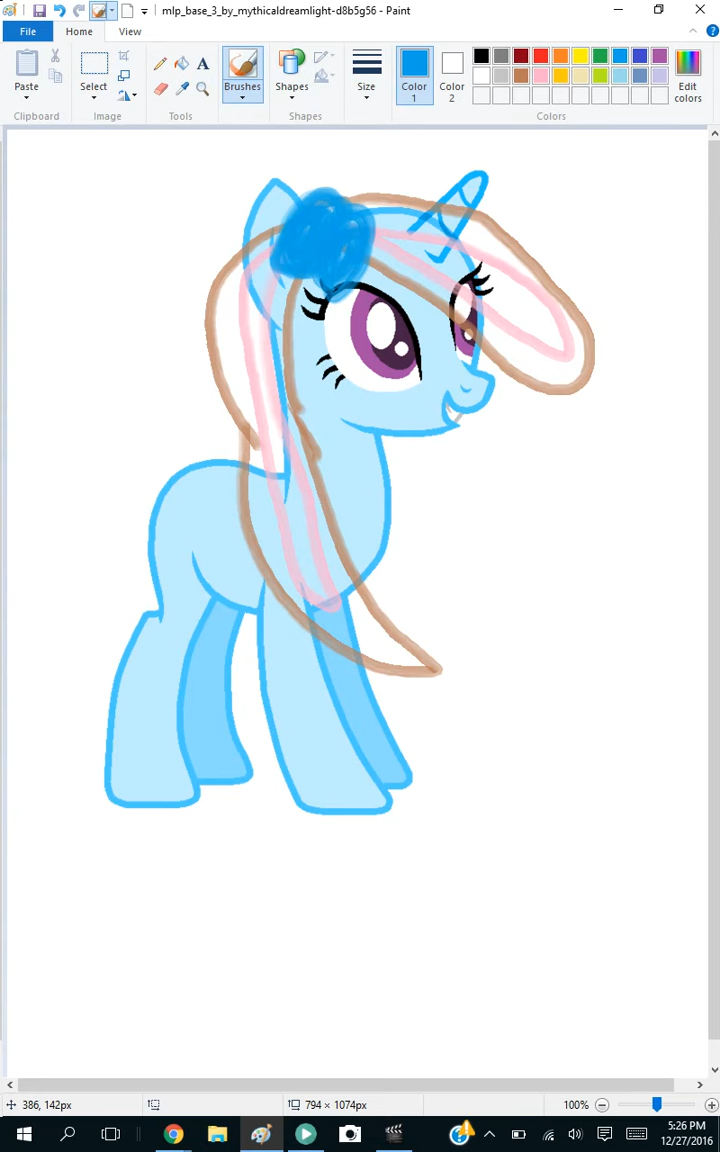 mlp_base_3_by_mythicaldreamlight-d8b5g56 - Paint
File Home View
Paste
Select
A
Brushes
Shapes
Size
Color 1
Color 2
Edit colors
Clipboard
Image
Tools
Shapes
Colors
386, 142px
794 × 1074px
100%
5:26 PM
12/27/2016